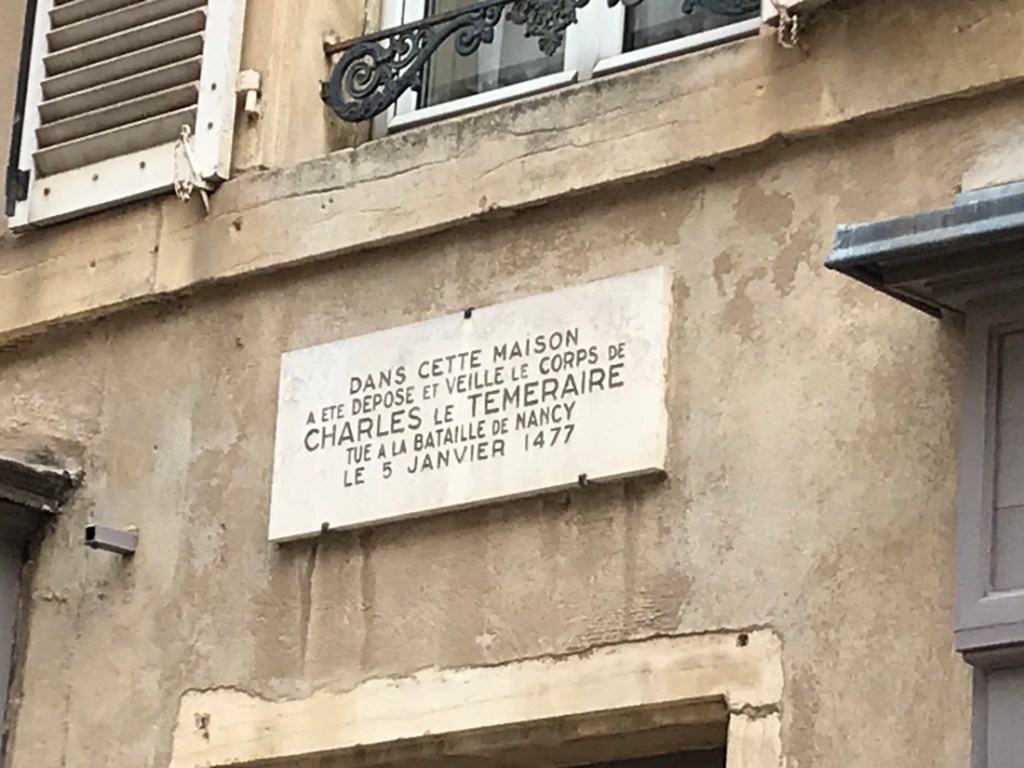 DANS CETTE MAISON
A ETE DEPOSE ET VEILLE LE CORPS DE
CHARLES LE TEMERAIRE
TUE A LA BATAILLE DE NANCY
LE 5 JANVIER 1477